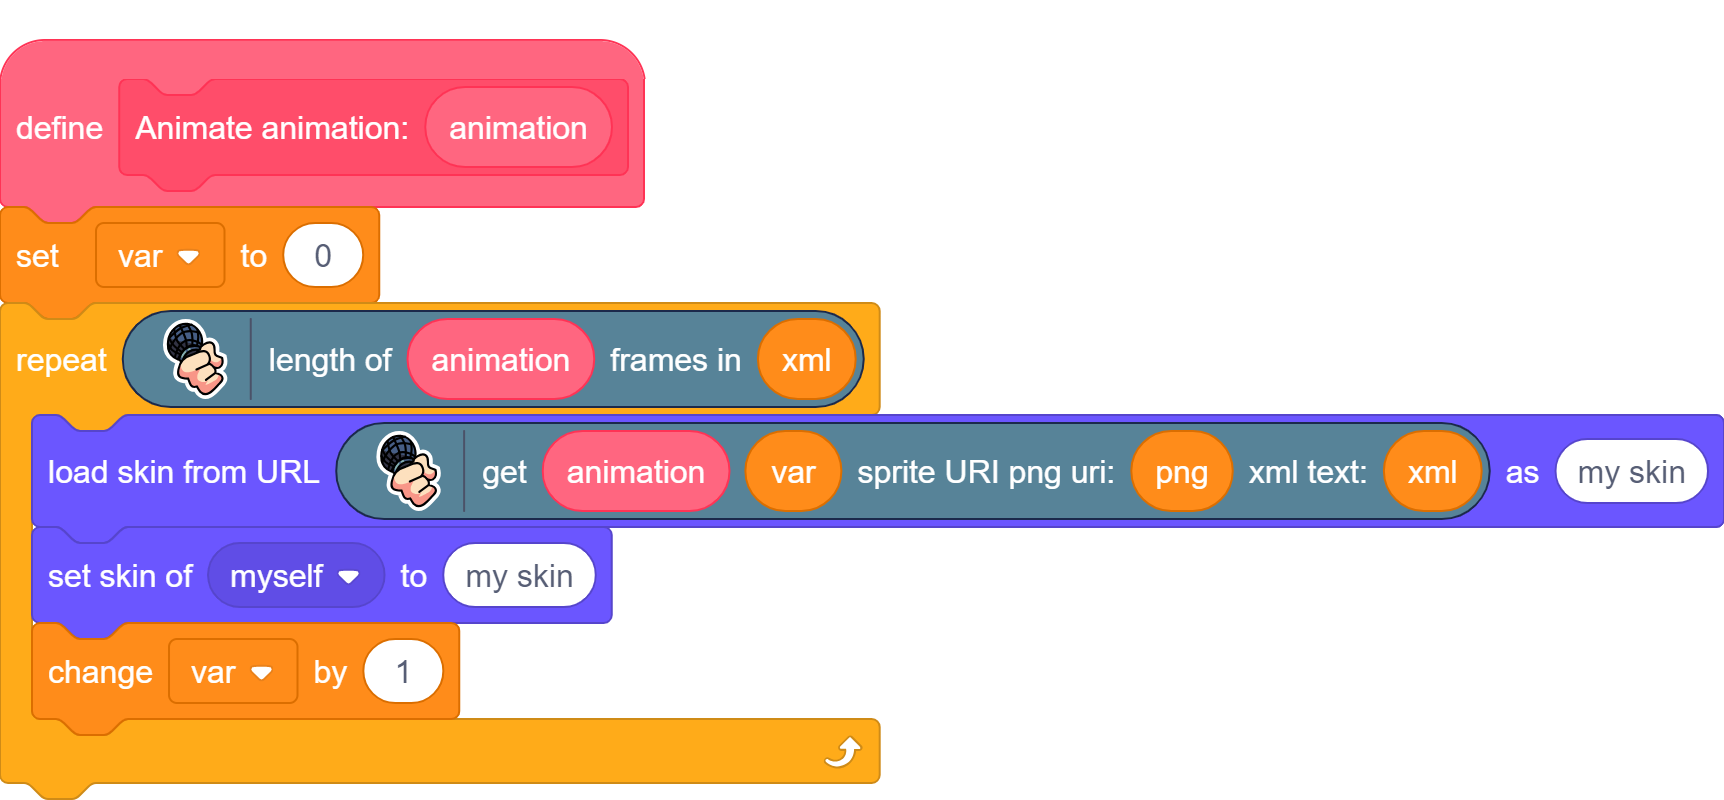 define Animate animation: animation
set var to 0
repeat length of animation frames in xml
load skin from URL get animation var sprite URI png uri: png xml text: xml as my skin
set skin of myself to my skin
change var by 1